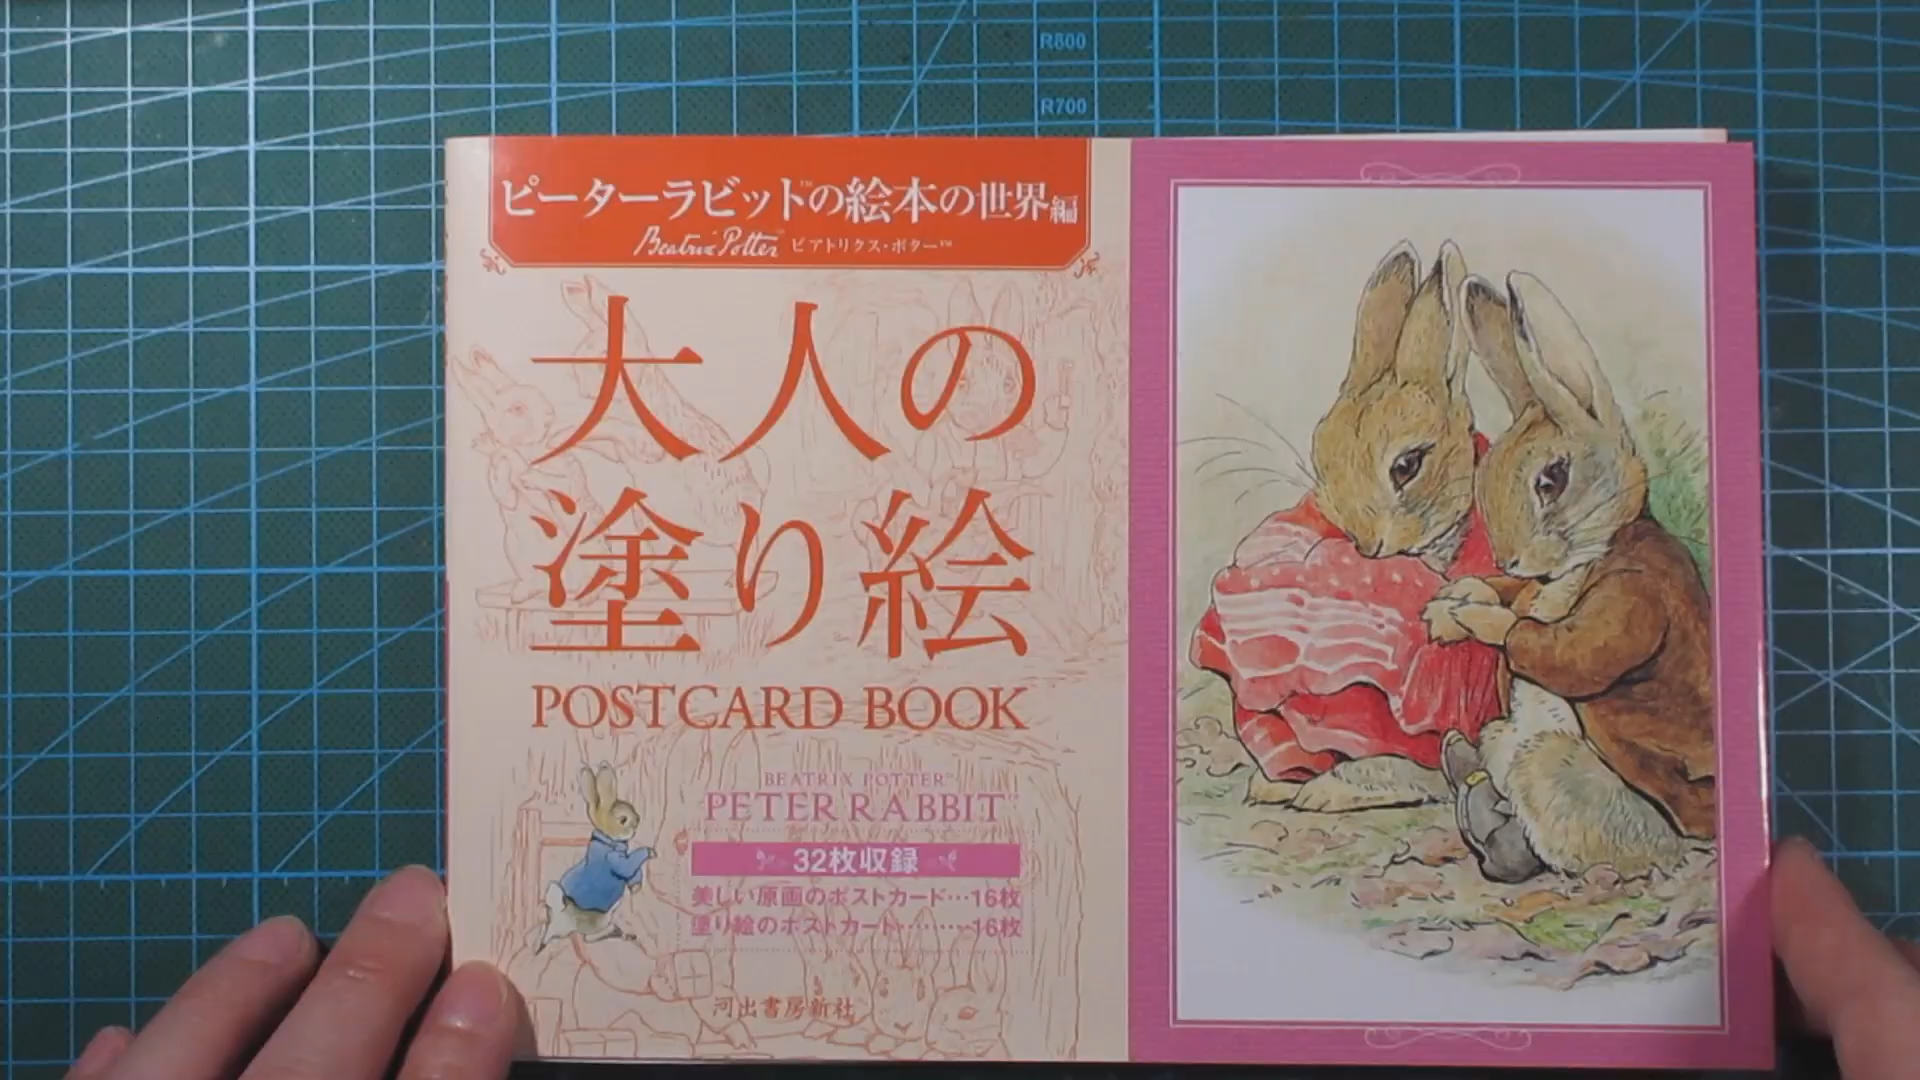 R800
R700
ピーターラビット™の絵本の世界編
Beatrix Potter™ ビアトリクス・ポター™
大人の
塗り絵
POSTCARD BOOK
BEATRIX POTTER™
PETER RABBIT™
32枚収録
美しい原画のポストカード…16枚
塗り絵のポストカード………16枚
河出書房新社